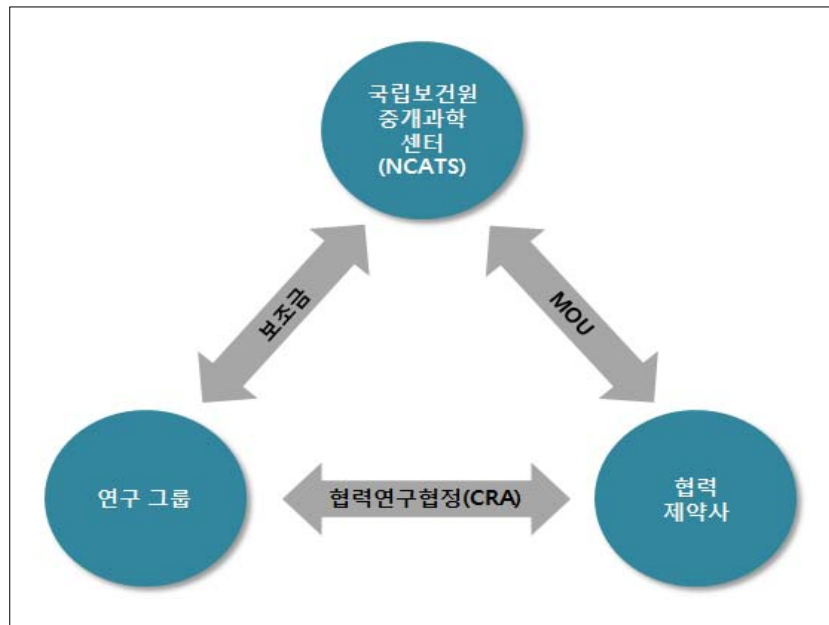 국립보건원
중개과학
센터
(NCATS)
보조금
MOU
연구 그룹
협력연구협정(CRA)
협력
제약사